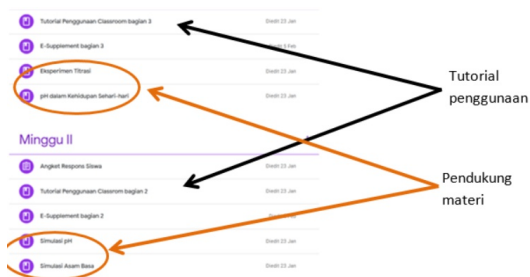 Tutorial Penggunaan Classroom bagian 3
Diedit 23 Jan
E-Supplement bagian 3
3 Feb
Eksperimen Titrasi
Diedit 23 Jan
pH dalam Kehidupan Sehari-hari
Diedit 23 Jan
Tutorial
penggunaan
Minggu II
Angket Respons Siswa
Diedit 23 Jan
Tutorial Penggunaan Classrom bagian 2
Diedit 23 Jan
E-Supplement bagian 2
Simulasi pH
Diedit 23 Jan
Simulasi Asam Basa
Diedit 23 Jan
Pendukung
materi